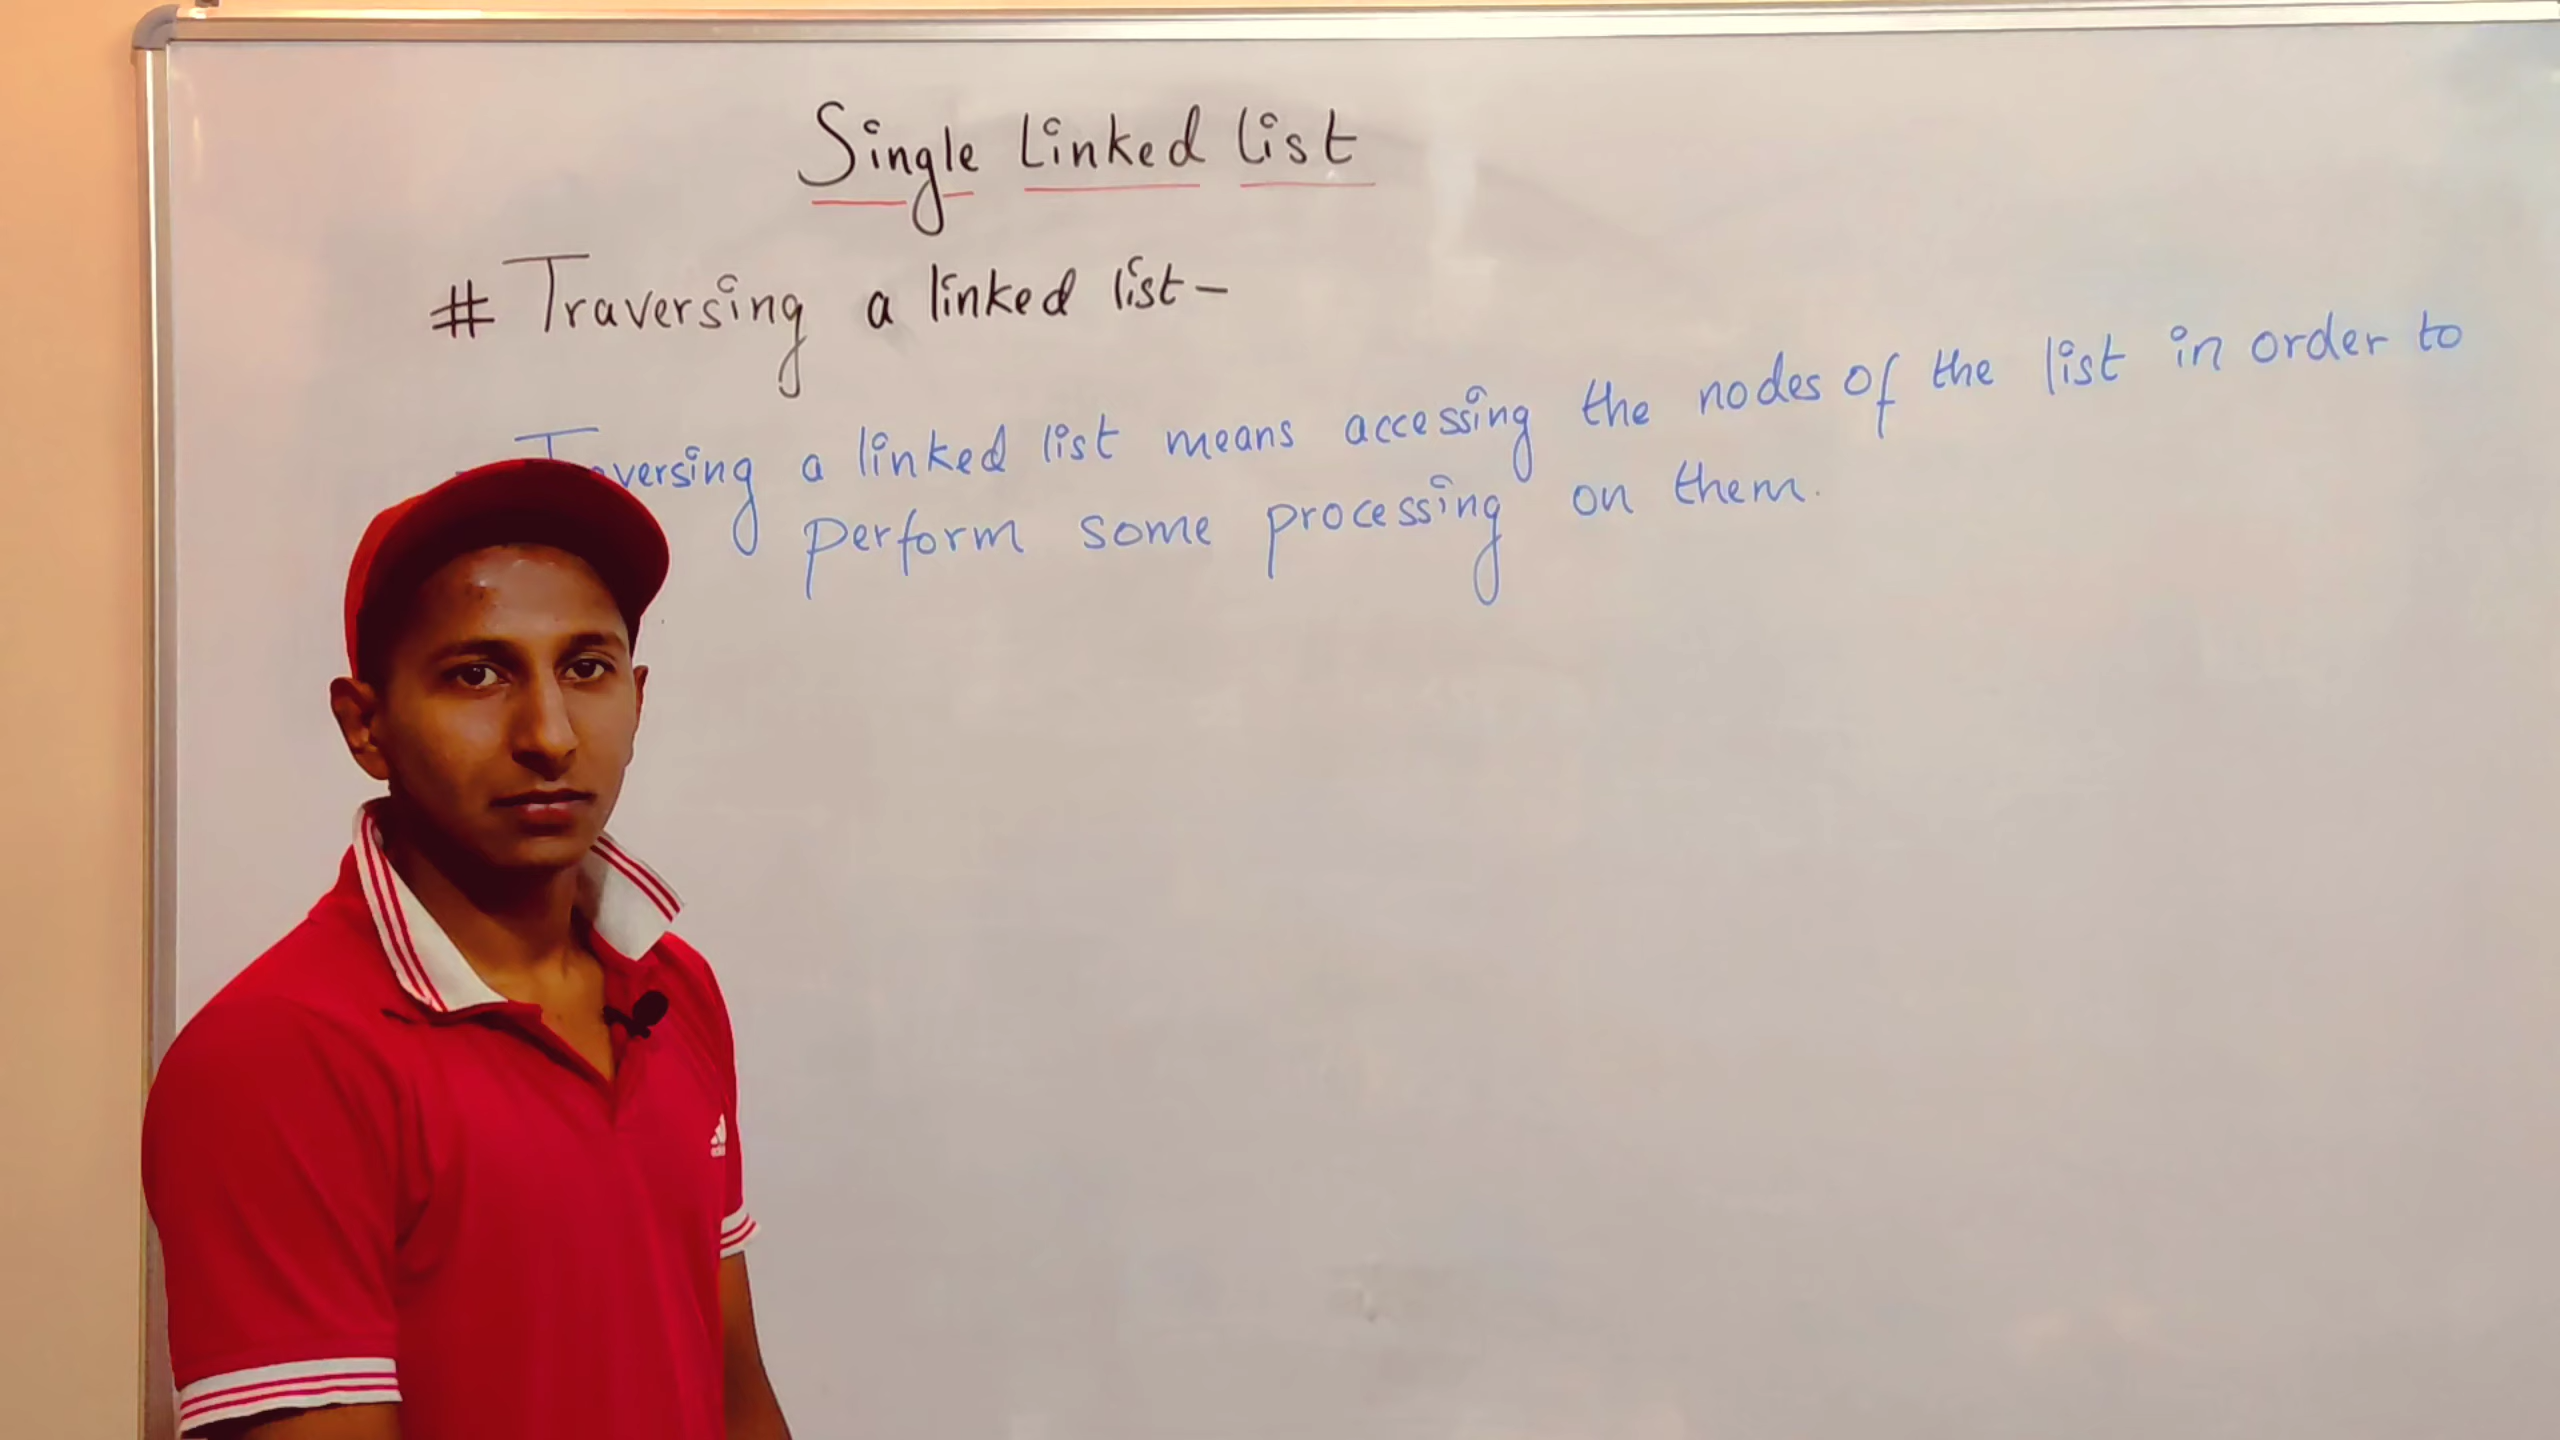 Single Linked list
# Traversing a linked list -
versing a linked list means accessing the nodes of the list in order to
perform some processing on them.